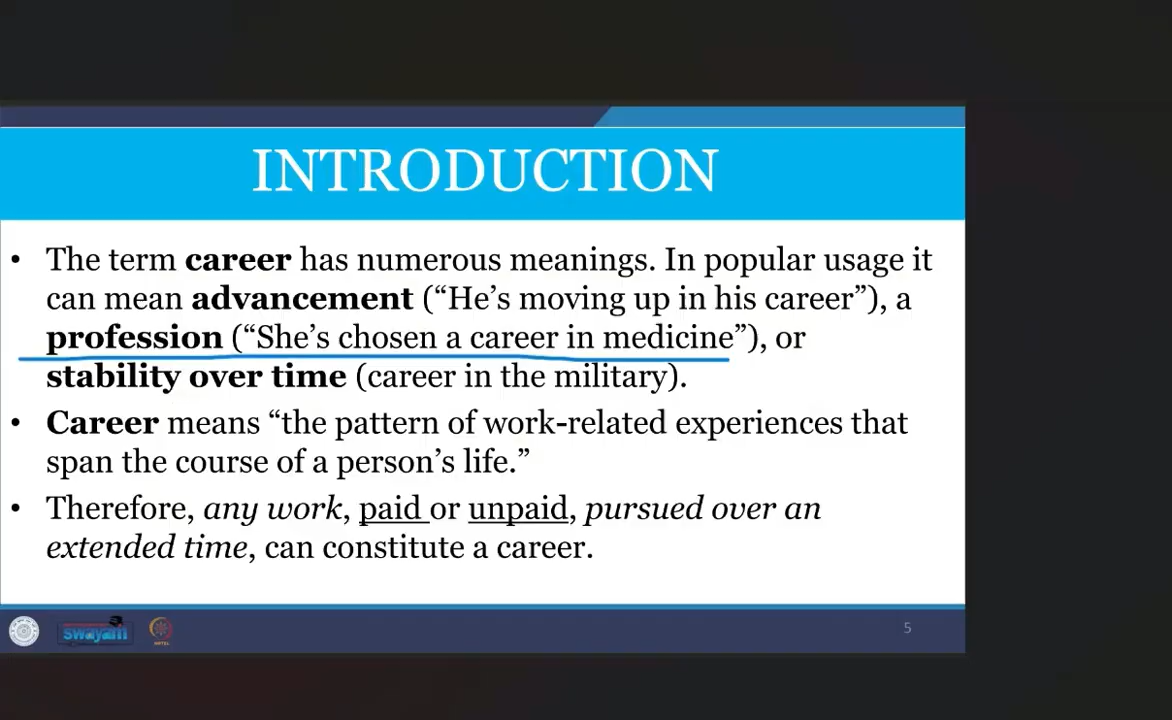 INTRODUCTION
• The term career has numerous meanings. In popular usage it
can mean advancement (“He’s moving up in his career”), a
profession (“She’s chosen a career in medicine”), or
stability over time (career in the military).
• Career means “the pattern of work-related experiences that
span the course of a person’s life.”
• Therefore, any work, paid or unpaid, pursued over an
extended time, can constitute a career.
swayam
5